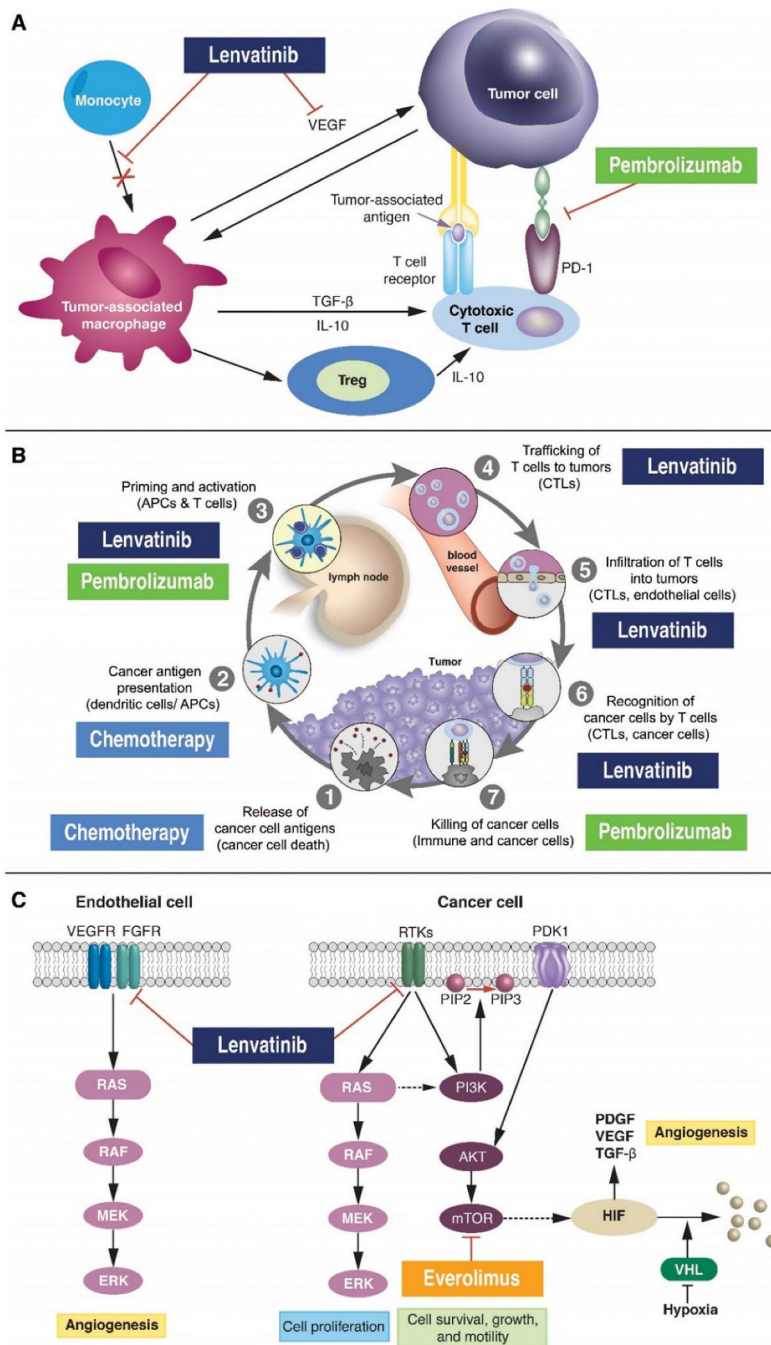 A
Lenvatinib
Monocyte
VEGF
Tumor cell
Pembrolizumab
Tumor-associated
antigen
T cell
receptor
PD-1
Tumor-associated
macrophage
TGF-β
IL-10
Cytotoxic
T cell
Treg
IL-10
B
Priming and activation
(APCs & T cells)
3
Lenvatinib
Pembrolizumab
lymph node
4
Trafficking of
T cells to tumors
(CTLs)
Lenvatinib
blood
vessel
5
Infiltration of T cells
into tumors
(CTLs, endothelial cells)
Lenvatinib
Cancer antigen
presentation
(dendritic cells/ APCs)
2
Chemotherapy
Tumor
6
Recognition of
cancer cells by T cells
(CTLs, cancer cells)
Lenvatinib
Chemotherapy
1
Release of
cancer cell antigens
(cancer cell death)
7
Killing of cancer cells
(Immune and cancer cells)
Pembrolizumab
C
Endothelial cell
Cancer cell
VEGFR FGFR
RTKs
PDK1
PIP2
PIP3
Lenvatinib
RAS
RAF
MEK
ERK
Angiogenesis
RAS
RAF
MEK
ERK
Cell proliferation
PI3K
AKT
mTOR
Everolimus
Cell survival, growth,
and motility
PDGF
VEGF
TGF-β
Angiogenesis
HIF
VHL
Hypoxia